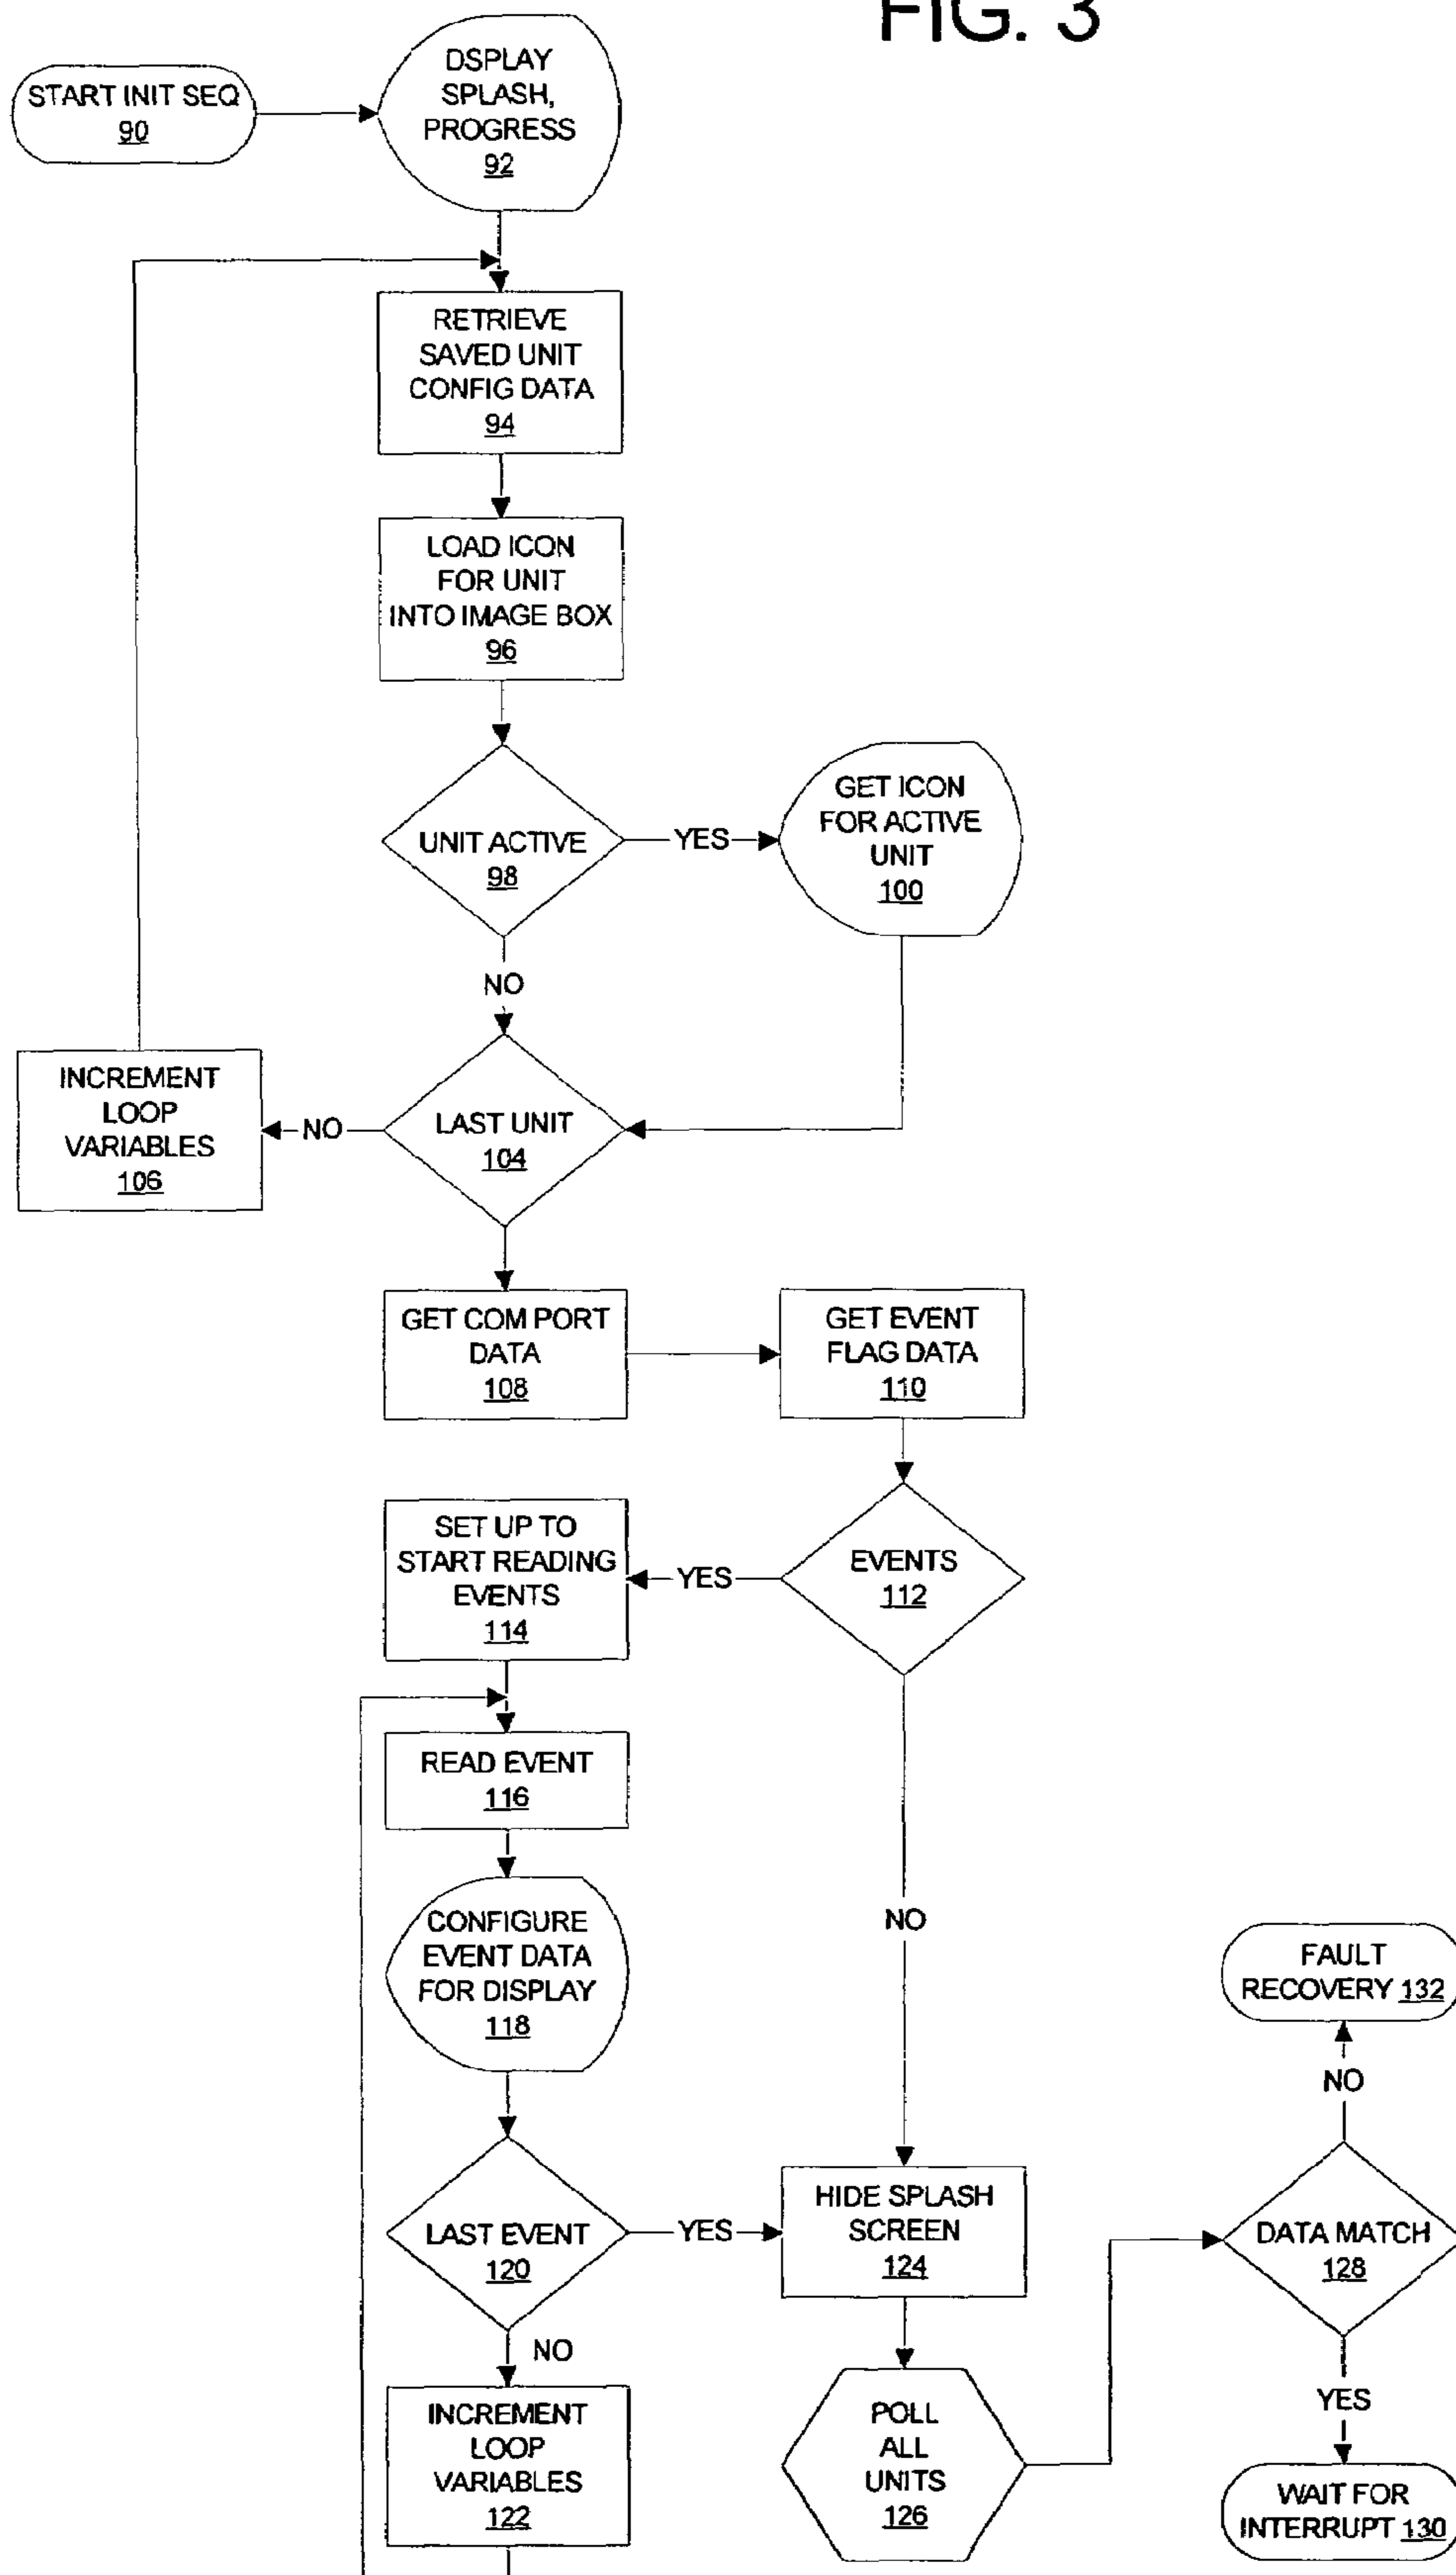 FIG. 3
START INIT SEQ
90
DSPLAY
SPLASH,
PROGRESS
92
RETRIEVE
SAVED UNIT
CONFIG DATA
94
LOAD ICON
FOR UNIT
INTO IMAGE BOX
96
UNIT ACTIVE
98
YES
GET ICON
FOR ACTIVE
UNIT
100
NO
INCREMENT
LOOP
VARIABLES
106
NO
LAST UNIT
104
GET COM PORT
DATA
108
GET EVENT
FLAG DATA
110
SET UP TO
START READING
EVENTS
114
YES
EVENTS
112
READ EVENT
116
NO
CONFIGURE
EVENT DATA
FOR DISPLAY
118
FAULT
RECOVERY 132
NO
LAST EVENT
120
YES
HIDE SPLASH
SCREEN
124
DATA MATCH
128
NO
INCREMENT
LOOP
VARIABLES
122
POLL
ALL
UNITS
126
YES
WAIT FOR
INTERRUPT 130